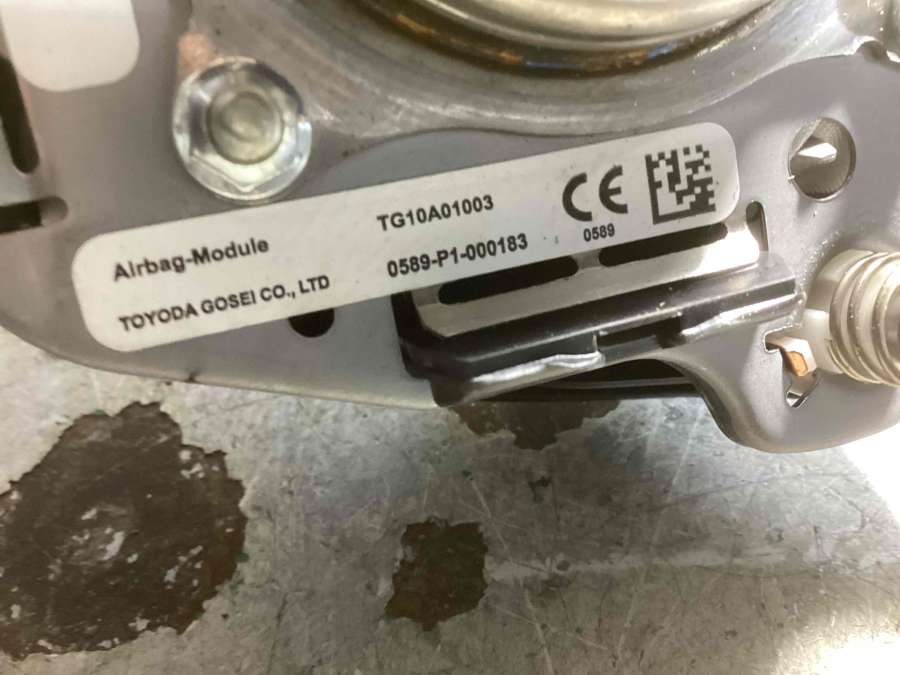 Airbag-Module
TOYODA GOSEI CO., LTD
TG10A01003
0589-P1-000183
CE
0589